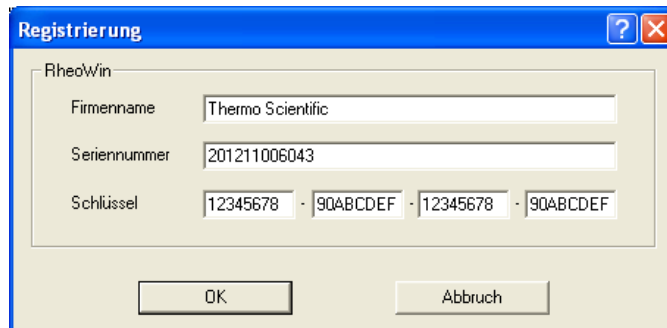 Registrierung
RheoWin
Firmenname Thermo Scientific
Seriennummer 201211006043
Schlüssel 12345678 - 90ABCDEF - 12345678 - 90ABCDEF
OK Abbruch